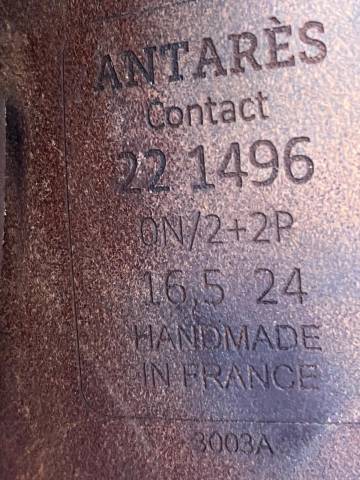 ANTARÈS
Contact
22 1496
0N/2+2P
16.5 24
HANDMADE
IN FRANCE
3003A